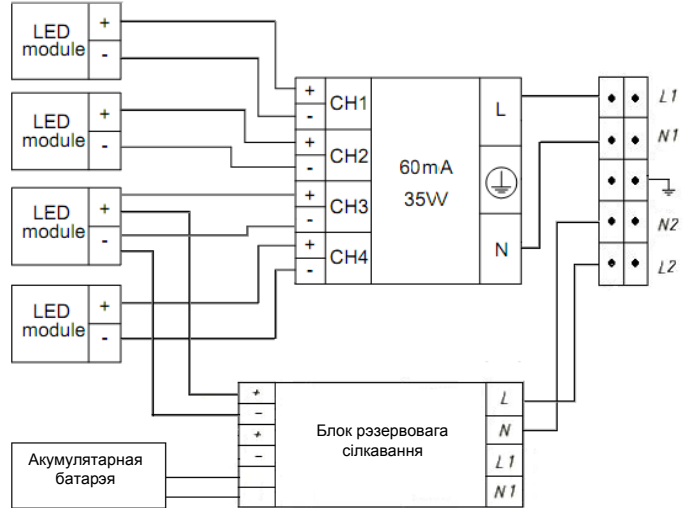 LED
module
+
-
LED
module
+
-
LED
module
+
-
LED
module
+
-
+
-
CH1
+
-
CH2
+
-
CH3
+
-
CH4
60mA
35W
L
N
L1
N1
N2
L2
+
-
+
-
Блок рэзервовага
сілкавання
L
N
L1
N1
Акумулятарная
батарэя